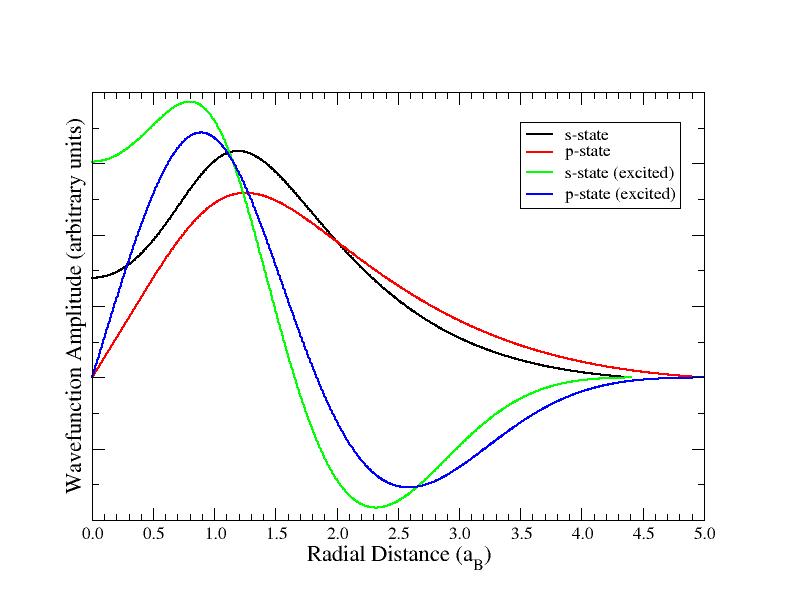 s-state
p-state
s-state (excited)
p-state (excited)
Wavefunction Amplitude (arbitrary units)
0.0 0.5 1.0 1.5 2.0 2.5 3.0 3.5 4.0 4.5 5.0
Radial Distance (a_B)